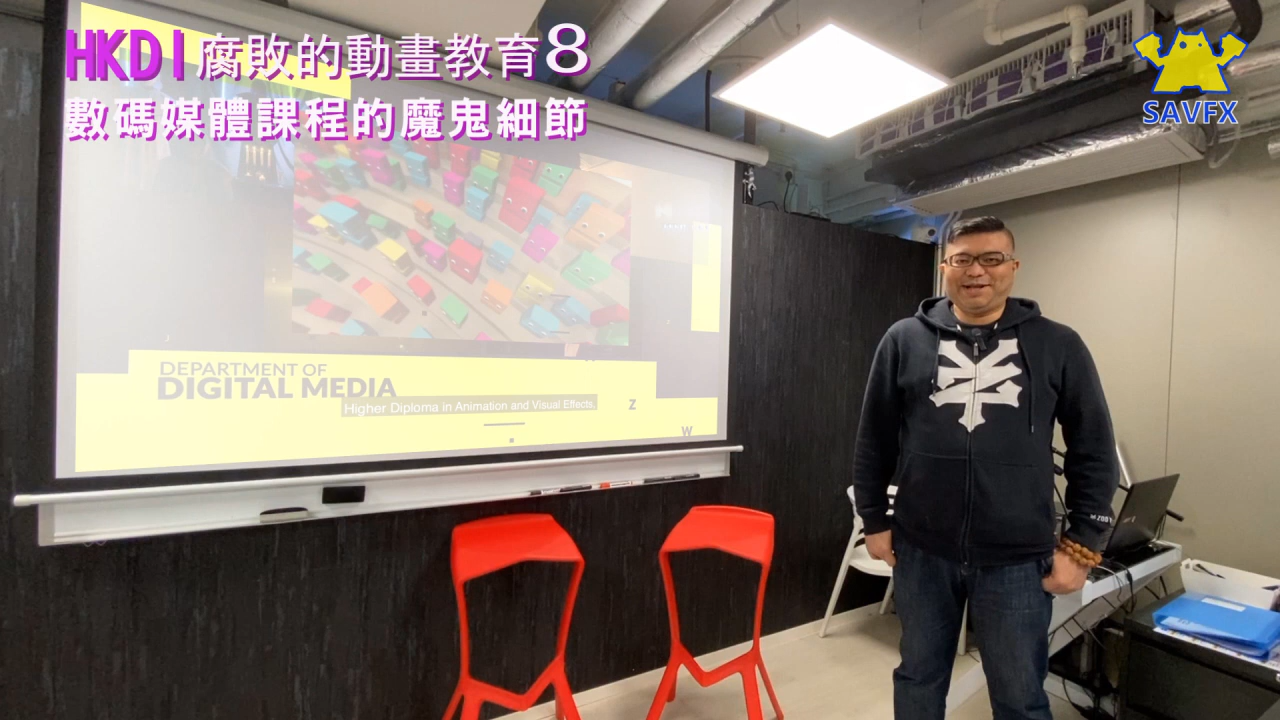 HKDI腐敗的動畫教育8
數碼媒體課程的魔鬼細節
SAVFX
DEPARTMENT OF
DIGITAL MEDIA
Higher Diploma in Animation and Visual Effects.
Z
W